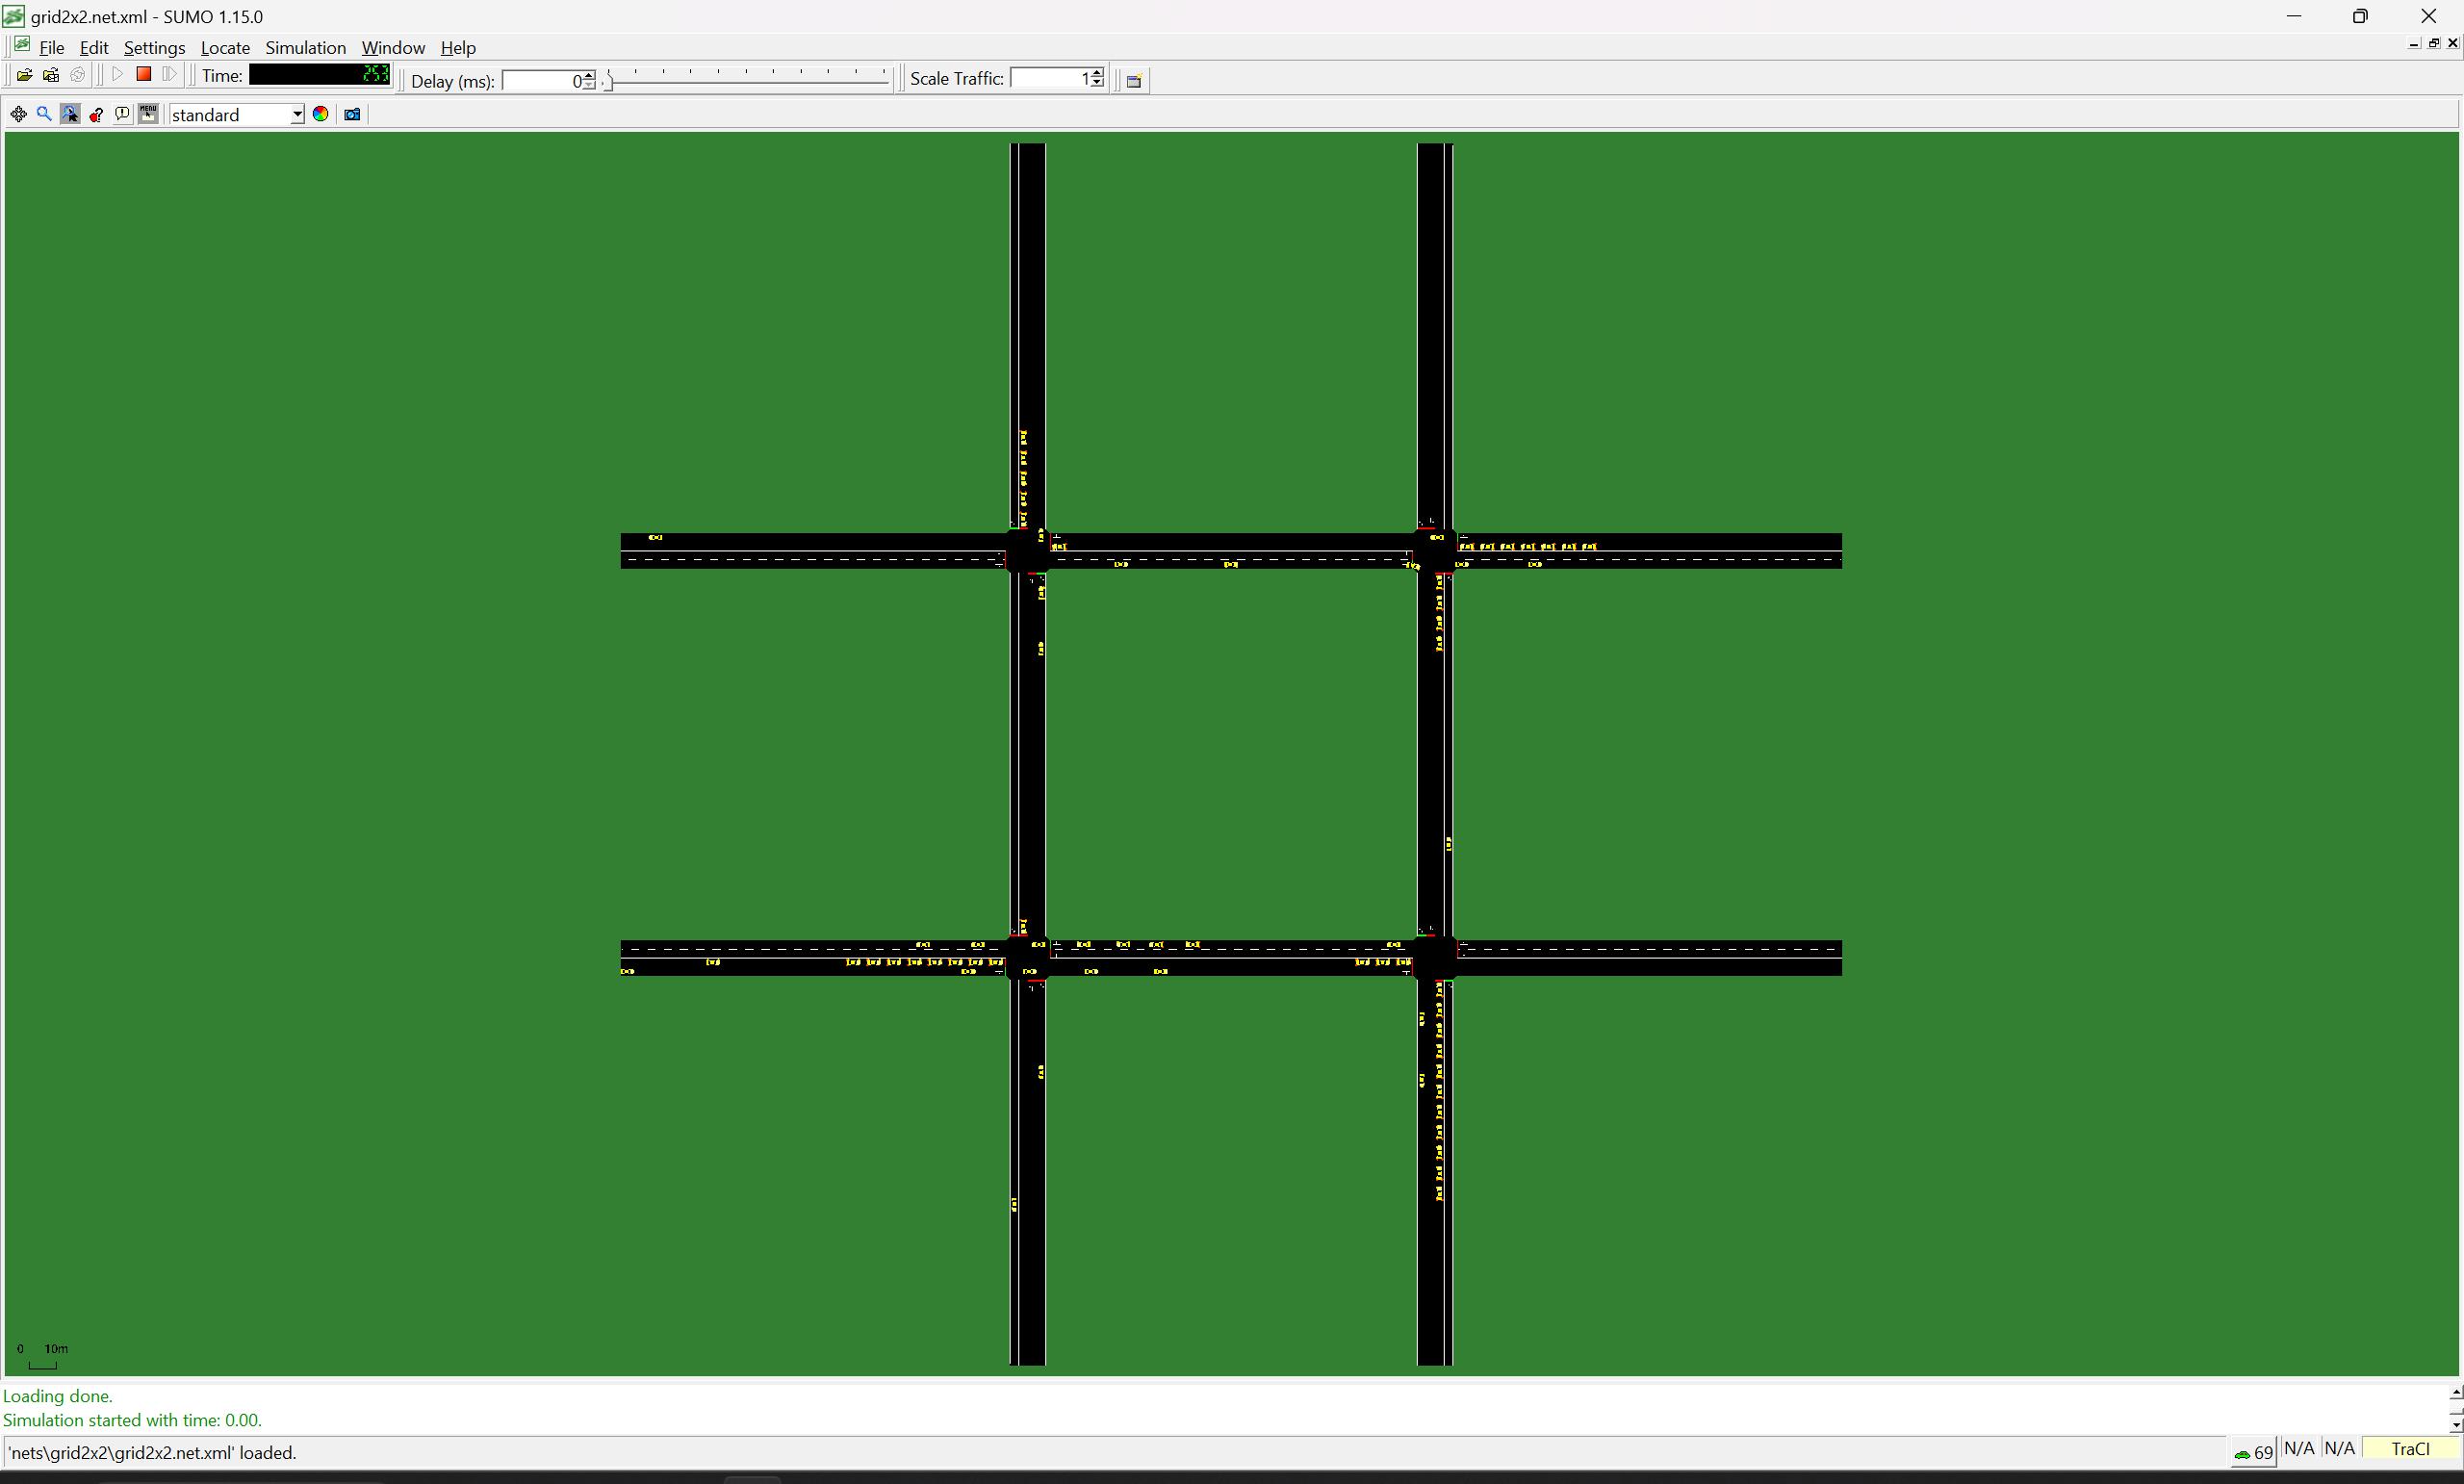 grid2x2.net.xml - SUMO 1.15.0
File Edit Settings Locate Simulation Window Help
Time: 253 Delay (ms): 0 Scale Traffic: 1
MENU standard
0 10m
Loading done.
Simulation started with time: 0.00.
'nets\grid2x2\grid2x2.net.xml' loaded. 69 N/A N/A TraCI